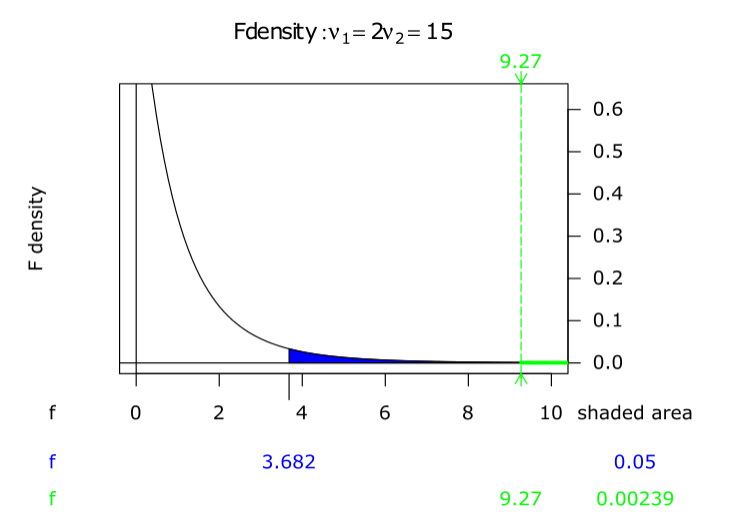 Fdensity :ν₁= 2ν₂= 15
9.27
F density
0.6
0.5
0.4
0.3
0.2
0.1
0.0
f 0 2 4 6 8 10 shaded area
f 3.682 0.05
f 9.27 0.00239